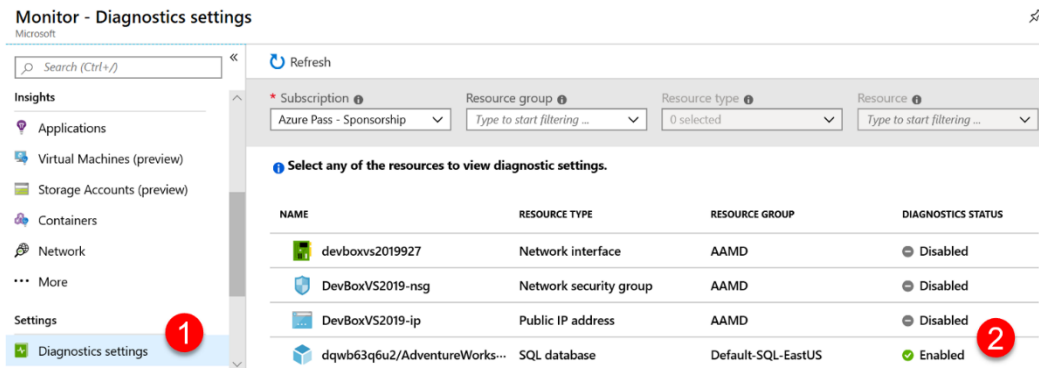 Monitor - Diagnostics settings
Microsoft
Search (Ctrl+/)
«
Insights
Applications
Virtual Machines (preview)
Storage Accounts (preview)
Containers
Network
More
Settings
Diagnostics settings
1
Refresh
* Subscription
Resource group
Resource type
Resource
Azure Pass - Sponsorship
Type to start filtering ...
0 selected
Type to start filtering ...
Select any of the resources to view diagnostic settings.
NAME RESOURCE TYPE RESOURCE GROUP DIAGNOSTICS STATUS
devboxvs2019927 Network interface AAMD Disabled
DevBoxVS2019-nsg Network security group AAMD Disabled
DevBoxVS2019-ip Public IP address AAMD Disabled
dqwb63q6u2/AdventureWorks··· SQL database Default-SQL-EastUS Enabled
2